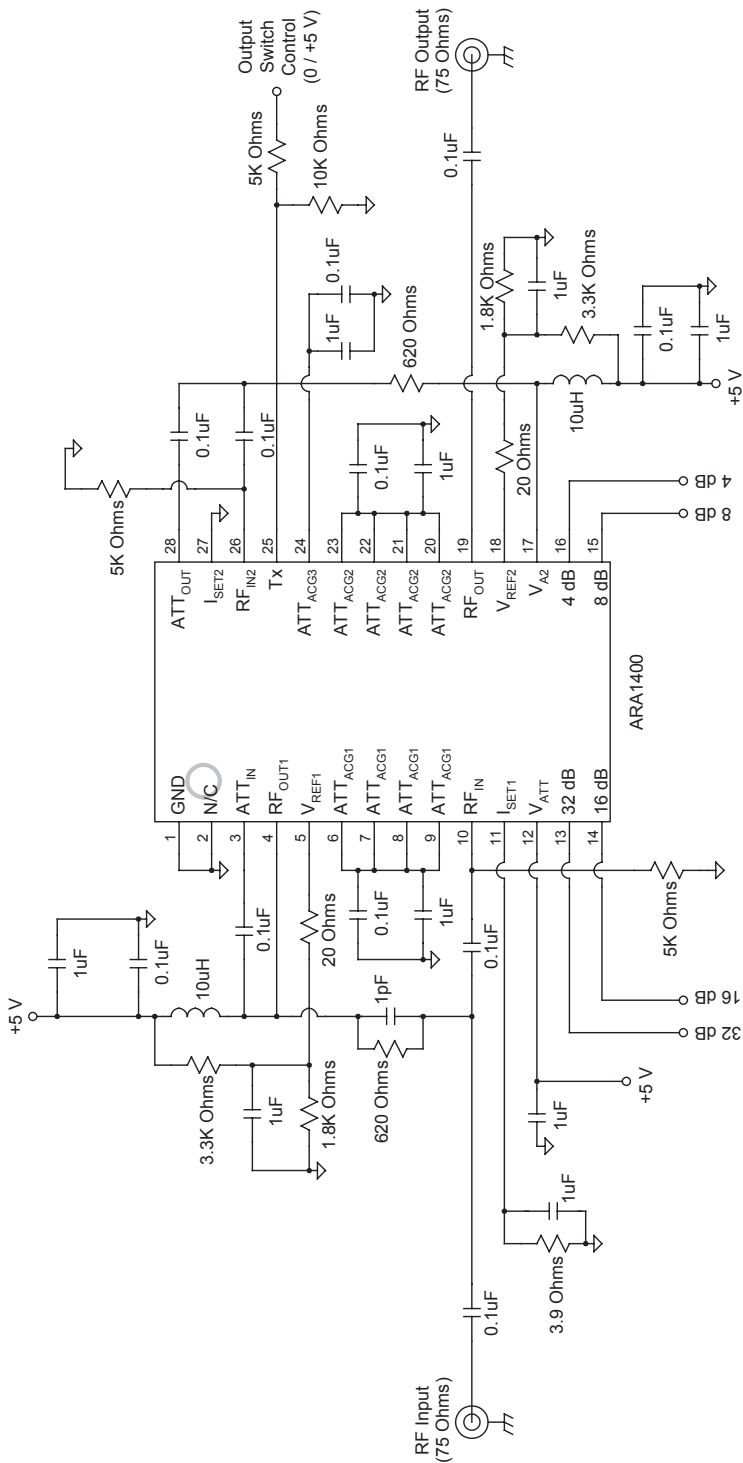 RF Input
(75 Ohms)
0.1uF
3.9 Ohms
1uF
+5 V
1uF
0.1uF
10uH
3.3K Ohms
1uF
1.8K Ohms
620 Ohms
1pF
0.1uF
20 Ohms
0.1uF
1uF
0.1uF
1uF
+5 V
32 dB
16 dB
5K Ohms
1
2
3
4
5
6
7
8
9
10
11
12
13
14
GND
N/C
ATTIN
RFOUT1
VREF1
ATTACG1
ATTACG1
ATTACG1
ATTACG1
RFIN
ISET1
VATT
32 dB
16 dB
ARA1400
ATTOUT
ISET2
RFIN2
Tx
ATTACG3
ATTACG2
ATTACG2
ATTACG2
ATTACG2
RFOUT
VREF2
VA2
4 dB
8 dB
28
27
26
25
24
23
22
21
20
19
18
17
16
15
5K Ohms
0.1uF
0.1uF
0.1uF
1uF
20 Ohms
8 dB
4 dB
620 Ohms
1uF
0.1uF
10uH
+5 V
1.8K Ohms
1uF
3.3K Ohms
0.1uF
1uF
5K Ohms
10K Ohms
Output
Switch
Control
(0 / +5 V)
0.1uF
RF Output
(75 Ohms)